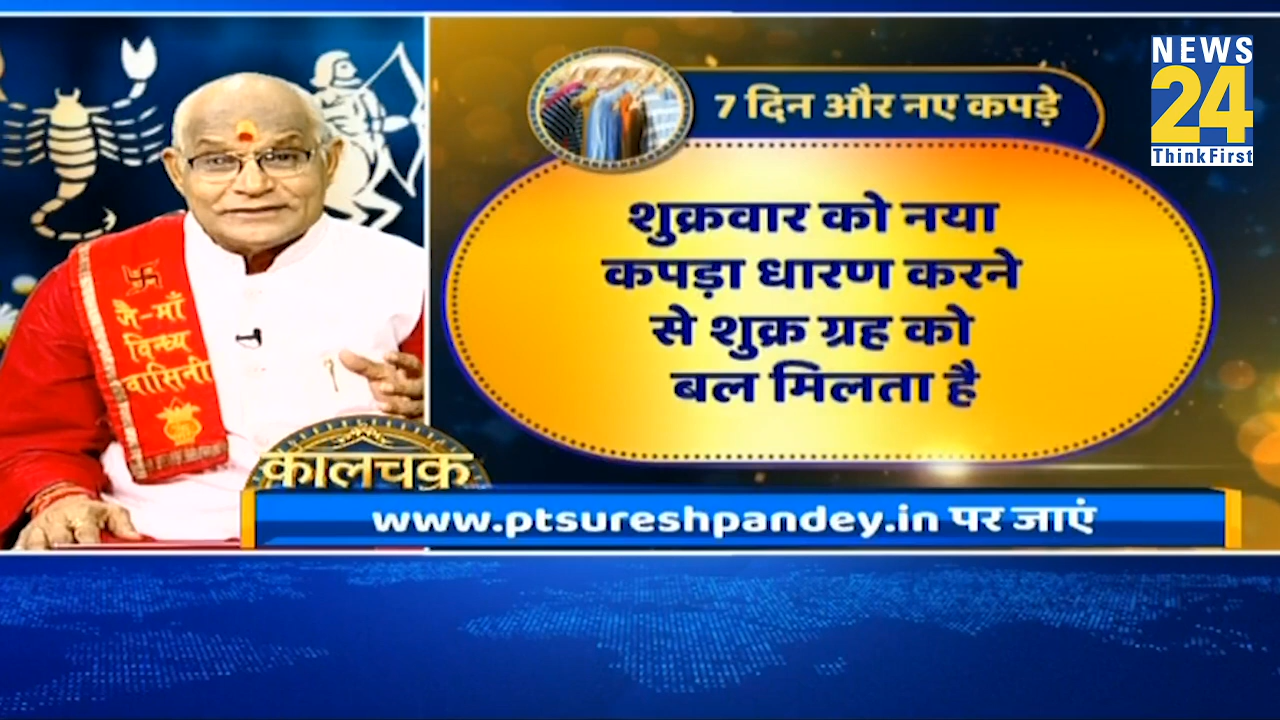 NEWS
24
ThinkFirst
7 दिन और नए कपड़े
शुक्रवार को नया
कपड़ा धारण करने
से शुक्र ग्रह को
बल मिलता है
जै-माँ
विन्ध्य
वासिनी
कालचक्र
www.ptsureshpandey.in पर जाएं